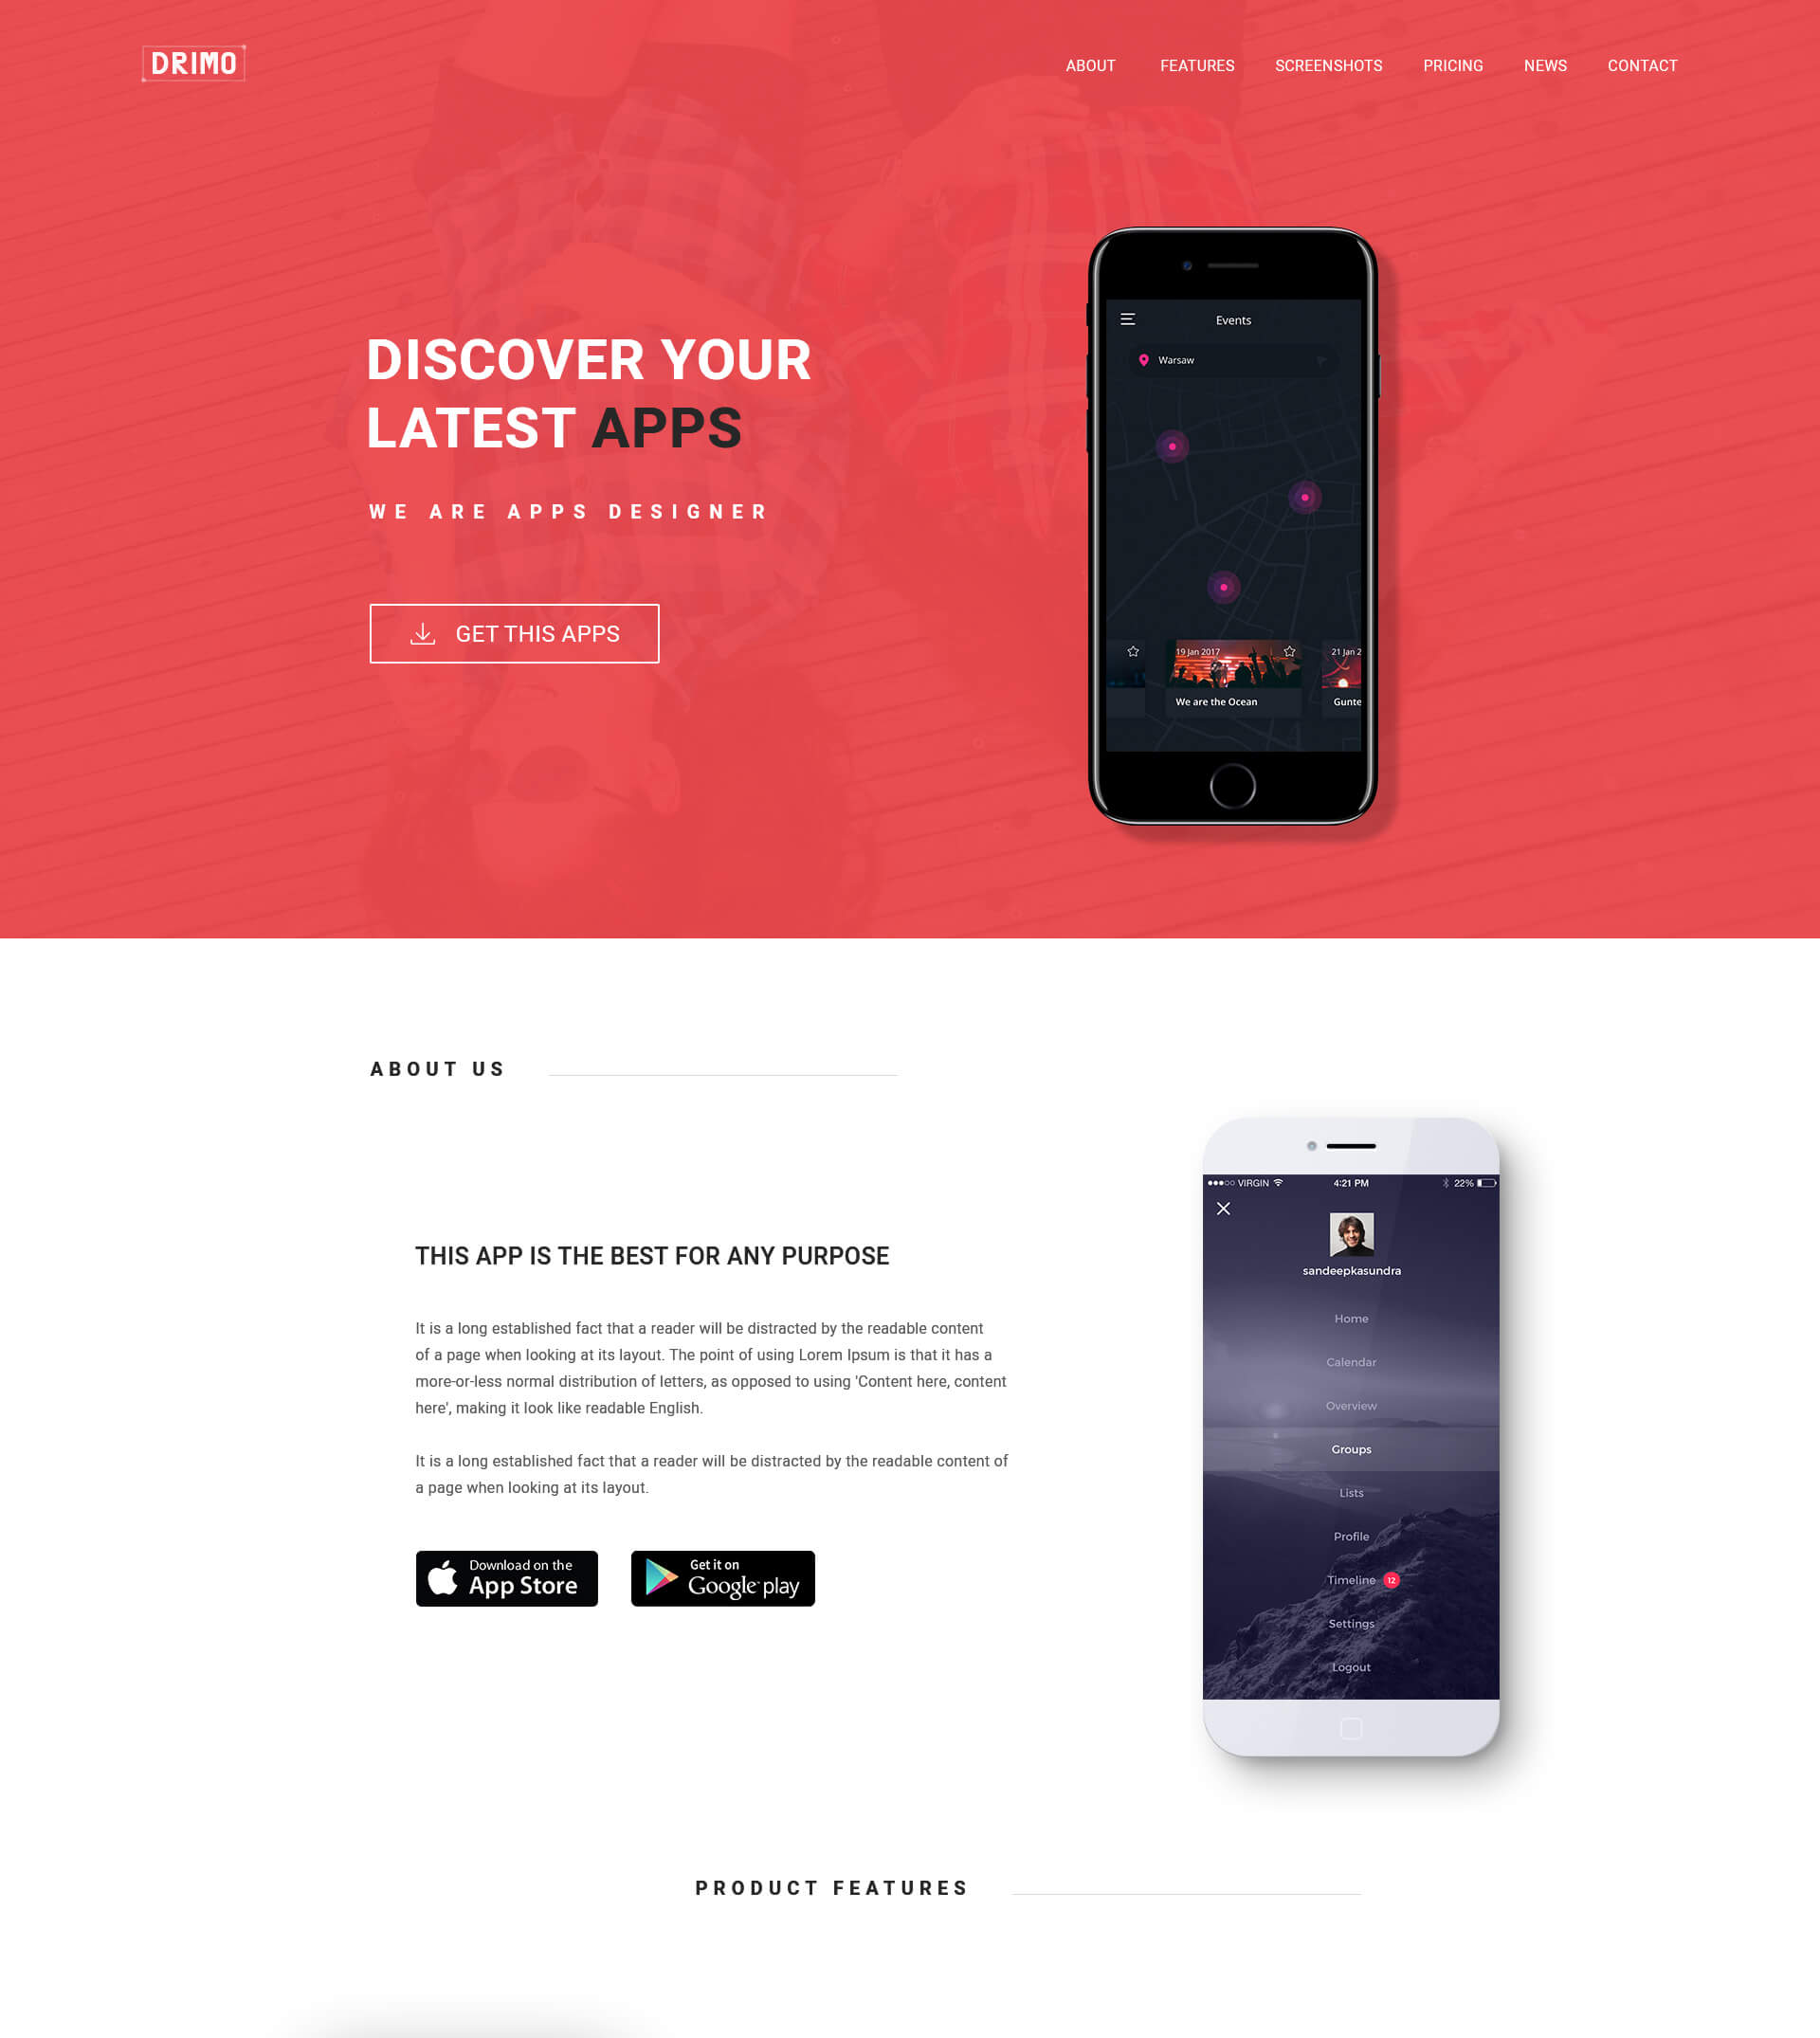 DRIMO
ABOUT FEATURES SCREENSHOTS PRICING NEWS CONTACT
DISCOVER YOUR
LATEST APPS
WE ARE APPS DESIGNER
GET THIS APPS
Events
Warsaw
19 Jan 2017
We are the Ocean
21 Jan 2
Gunte
ABOUT US
THIS APP IS THE BEST FOR ANY PURPOSE
It is a long established fact that a reader will be distracted by the readable content
of a page when looking at its layout. The point of using Lorem Ipsum is that it has a
more-or-less normal distribution of letters, as opposed to using 'Content here, content
here', making it look like readable English.
It is a long established fact that a reader will be distracted by the readable content of
a page when looking at its layout.
Download on the
App Store
Get it on
Google play
VIRGIN 4:21 PM 22%
sandeepkasundra
Home
Calendar
Overview
Groups
Lists
Profile
Timeline 12
Settings
Logout
PRODUCT FEATURES